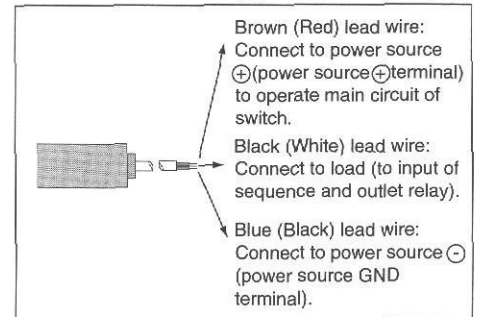 Brown (Red) lead wire:
Connect to power source
⊕(power source⊕terminal)
to operate main circuit of
switch.
Black (White) lead wire:
Connect to load (to input of
sequence and outlet relay).
Blue (Black) lead wire:
Connect to power source ⊖
(power source GND
terminal).